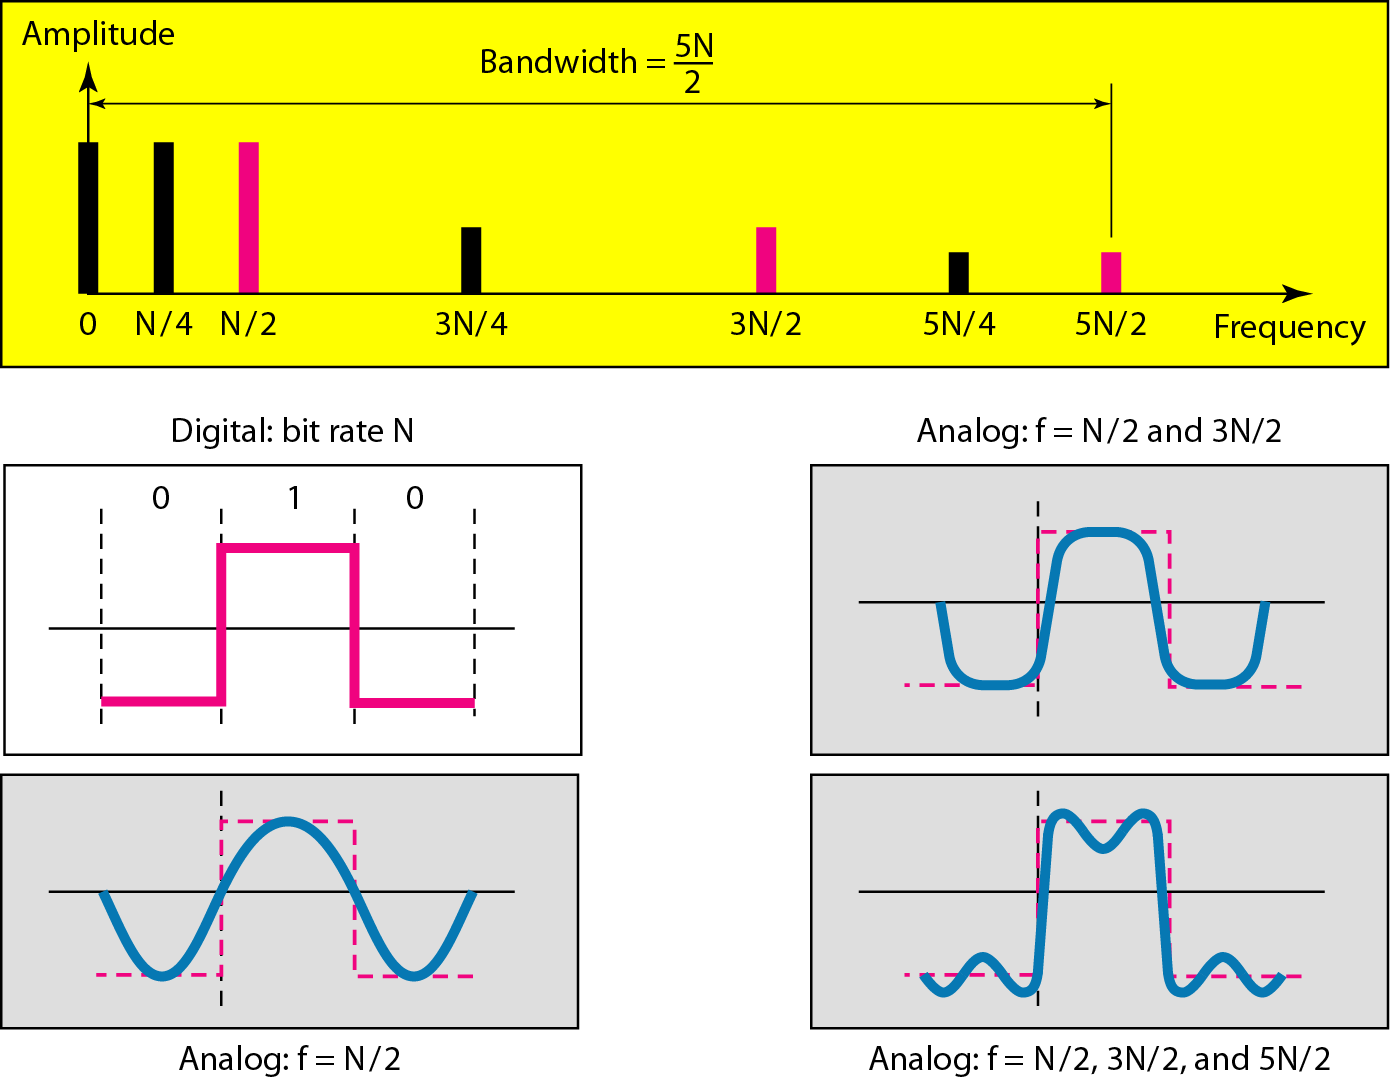 Amplitude
Bandwidth = 5N/2
0 N/4 N/2 3N/4 3N/2 5N/4 5N/2 Frequency
Digital: bit rate N
0 1 0
Analog: f = N/2 and 3N/2
Analog: f = N/2
Analog: f = N/2, 3N/2, and 5N/2